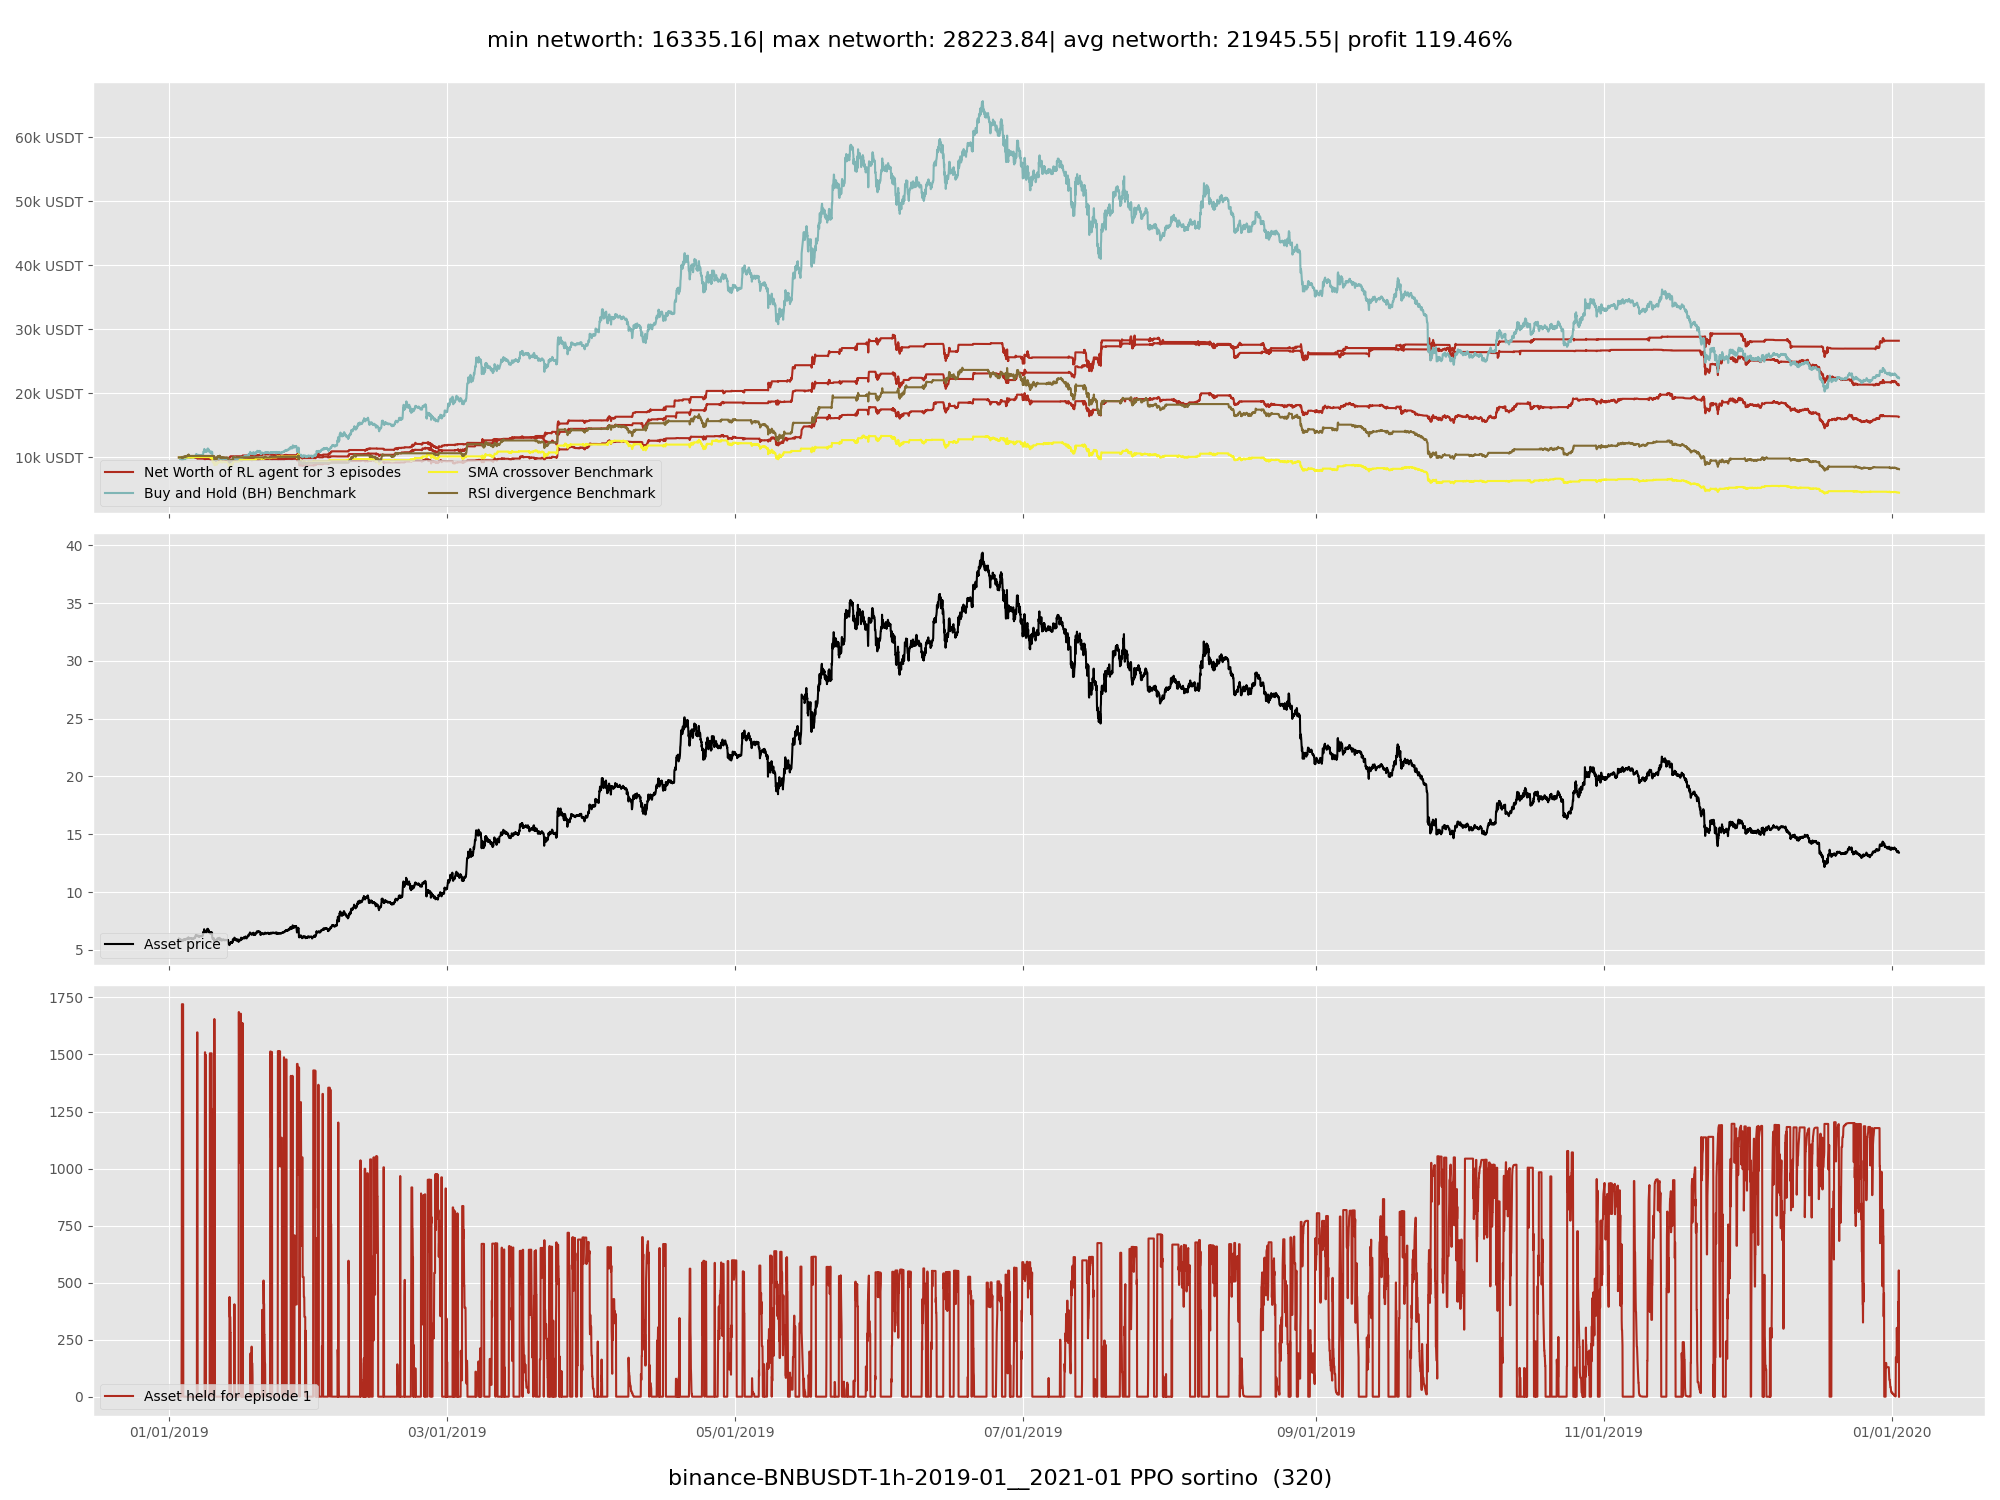 min networth: 16335.16| max networth: 28223.84| avg networth: 21945.55| profit 119.46%
60k USDT
50k USDT
40k USDT
30k USDT
20k USDT
10k USDT
Net Worth of RL agent for 3 episodes
Buy and Hold (BH) Benchmark
SMA crossover Benchmark
RSI divergence Benchmark
40
35
30
25
20
15
10
5
Asset price
1750
1500
1250
1000
750
500
250
0
Asset held for episode 1
01/01/2019 03/01/2019 05/01/2019 07/01/2019 09/01/2019 11/01/2019 01/01/2020
binance-BNBUSDT-1h-2019-01__2021-01 PPO sortino (320)